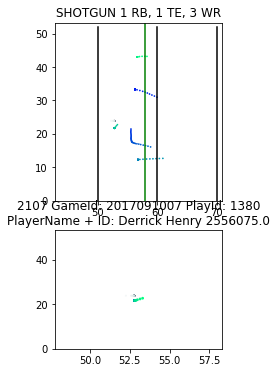 SHOTGUN 1 RB, 1 TE, 3 WR
50
40
30
20
10
0
50 60 70
2107 GameId: 2017091007 PlayId: 1380
PlayerName + ID: Derrick Henry 2556075.0
40
20
0
50.0 52.5 55.0 57.5